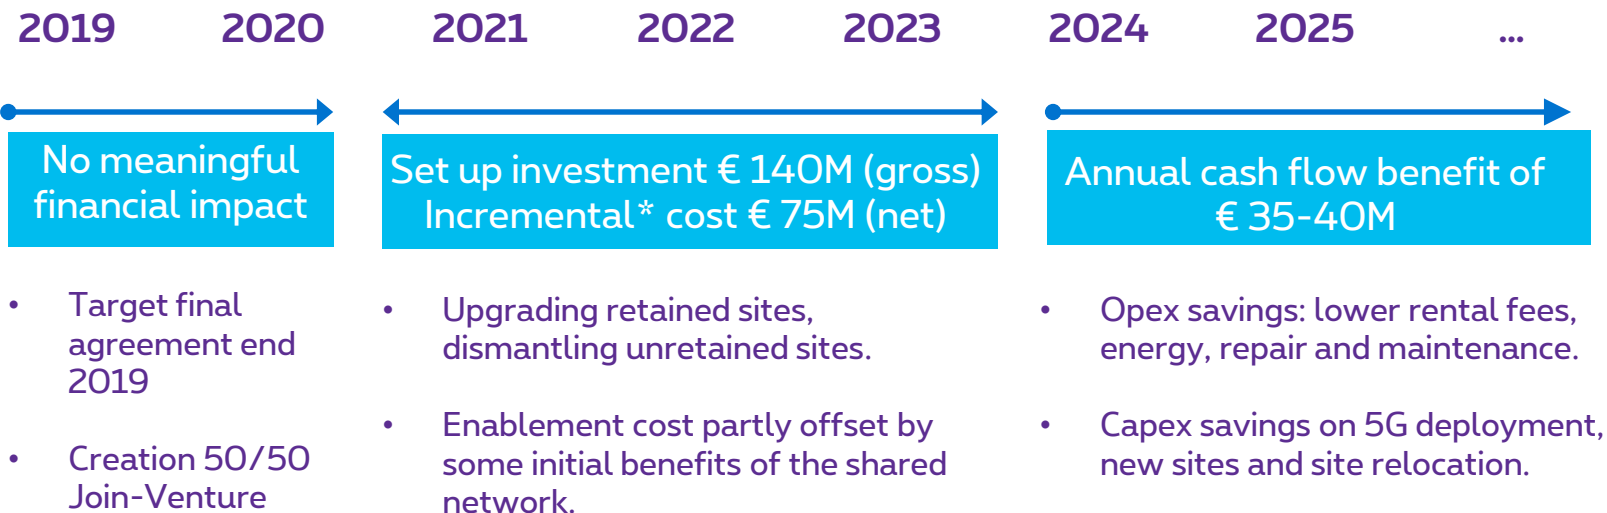 2019 2020 2021 2022 2023 2024 2025 ...
No meaningful
financial impact
Set up investment € 140M (gross)
Incremental* cost € 75M (net)
Annual cash flow benefit of
€ 35-40M
• Target final
agreement end
2019
• Creation 50/50
Join-Venture
• Upgrading retained sites,
dismantling unretained sites.
• Enablement cost partly offset by
some initial benefits of the shared
network.
• Opex savings: lower rental fees,
energy, repair and maintenance.
• Capex savings on 5G deployment,
new sites and site relocation.